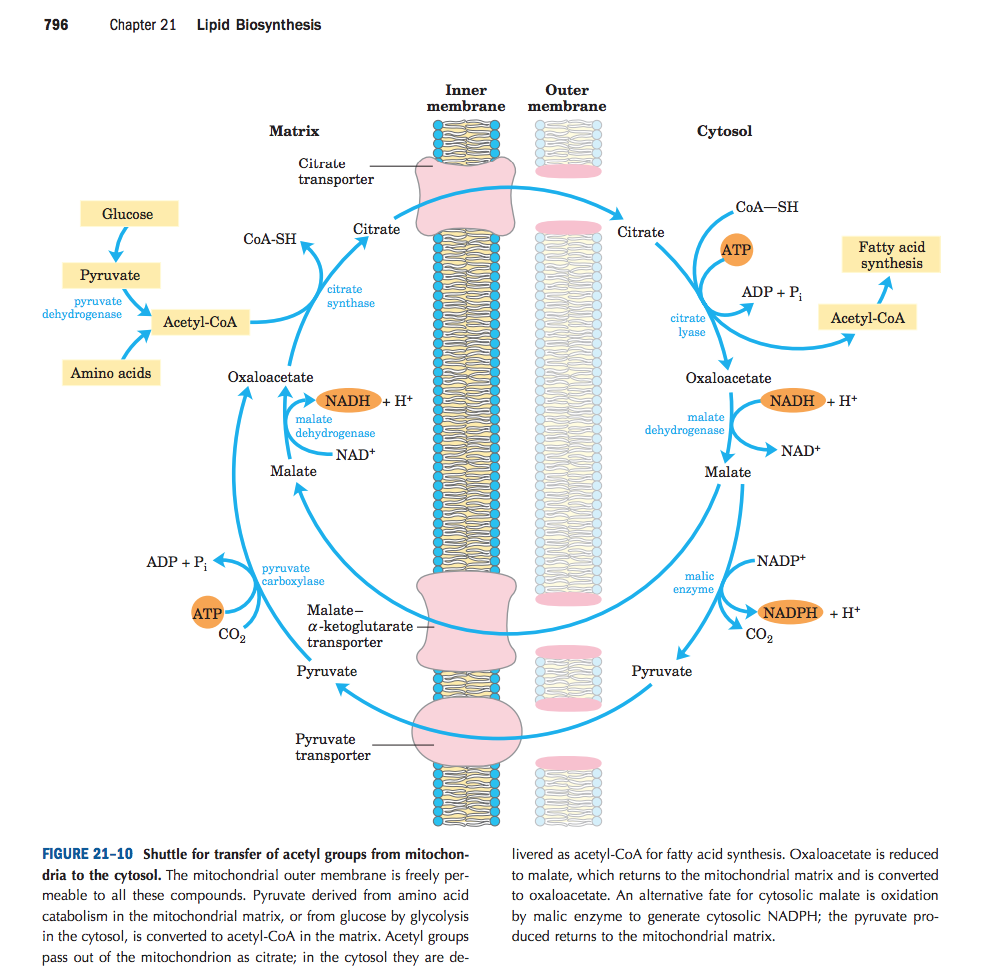 796 Chapter 21 Lipid Biosynthesis
Inner
membrane
Outer
membrane
Matrix
Cytosol
Citrate
transporter
Glucose
CoA-SH
Citrate
Citrate
CoA—SH
ATP
Fatty acid
synthesis
Pyruvate
pyruvate
dehydrogenase
citrate
synthase
ADP + Pi
Acetyl-CoA
citrate
lyase
Acetyl-CoA
Amino acids
Oxaloacetate
Oxaloacetate
NADH + H+
malate
dehydrogenase
NAD+
Malate
NADH + H+
malate
dehydrogenase
NAD+
Malate
ADP + Pi
pyruvate
carboxylase
ATP
CO2
Malate–
α-ketoglutarate
transporter
NADP+
malic
enzyme
NADPH + H+
CO2
Pyruvate
Pyruvate
Pyruvate
transporter
FIGURE 21–10 Shuttle for transfer of acetyl groups from mitochon-
dria to the cytosol. The mitochondrial outer membrane is freely per-
meable to all these compounds. Pyruvate derived from amino acid
catabolism in the mitochondrial matrix, or from glucose by glycolysis
in the cytosol, is converted to acetyl-CoA in the matrix. Acetyl groups
pass out of the mitochondrion as citrate; in the cytosol they are de-
livered as acetyl-CoA for fatty acid synthesis. Oxaloacetate is reduced
to malate, which returns to the mitochondrial matrix and is converted
to oxaloacetate. An alternative fate for cytosolic malate is oxidation
by malic enzyme to generate cytosolic NADPH; the pyruvate pro-
duced returns to the mitochondrial matrix.